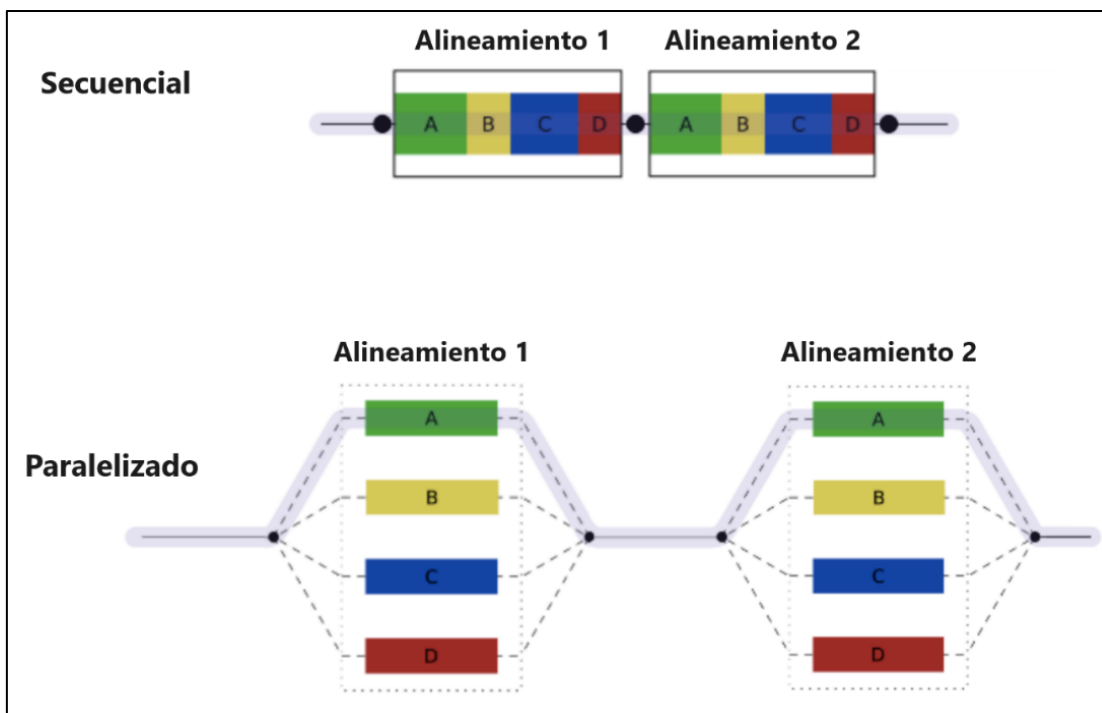 Alineamiento 1 Alineamiento 2
Secuencial
A B C D A B C D
Alineamiento 1 Alineamiento 2
A A
Paralelizado
B B
C C
D D